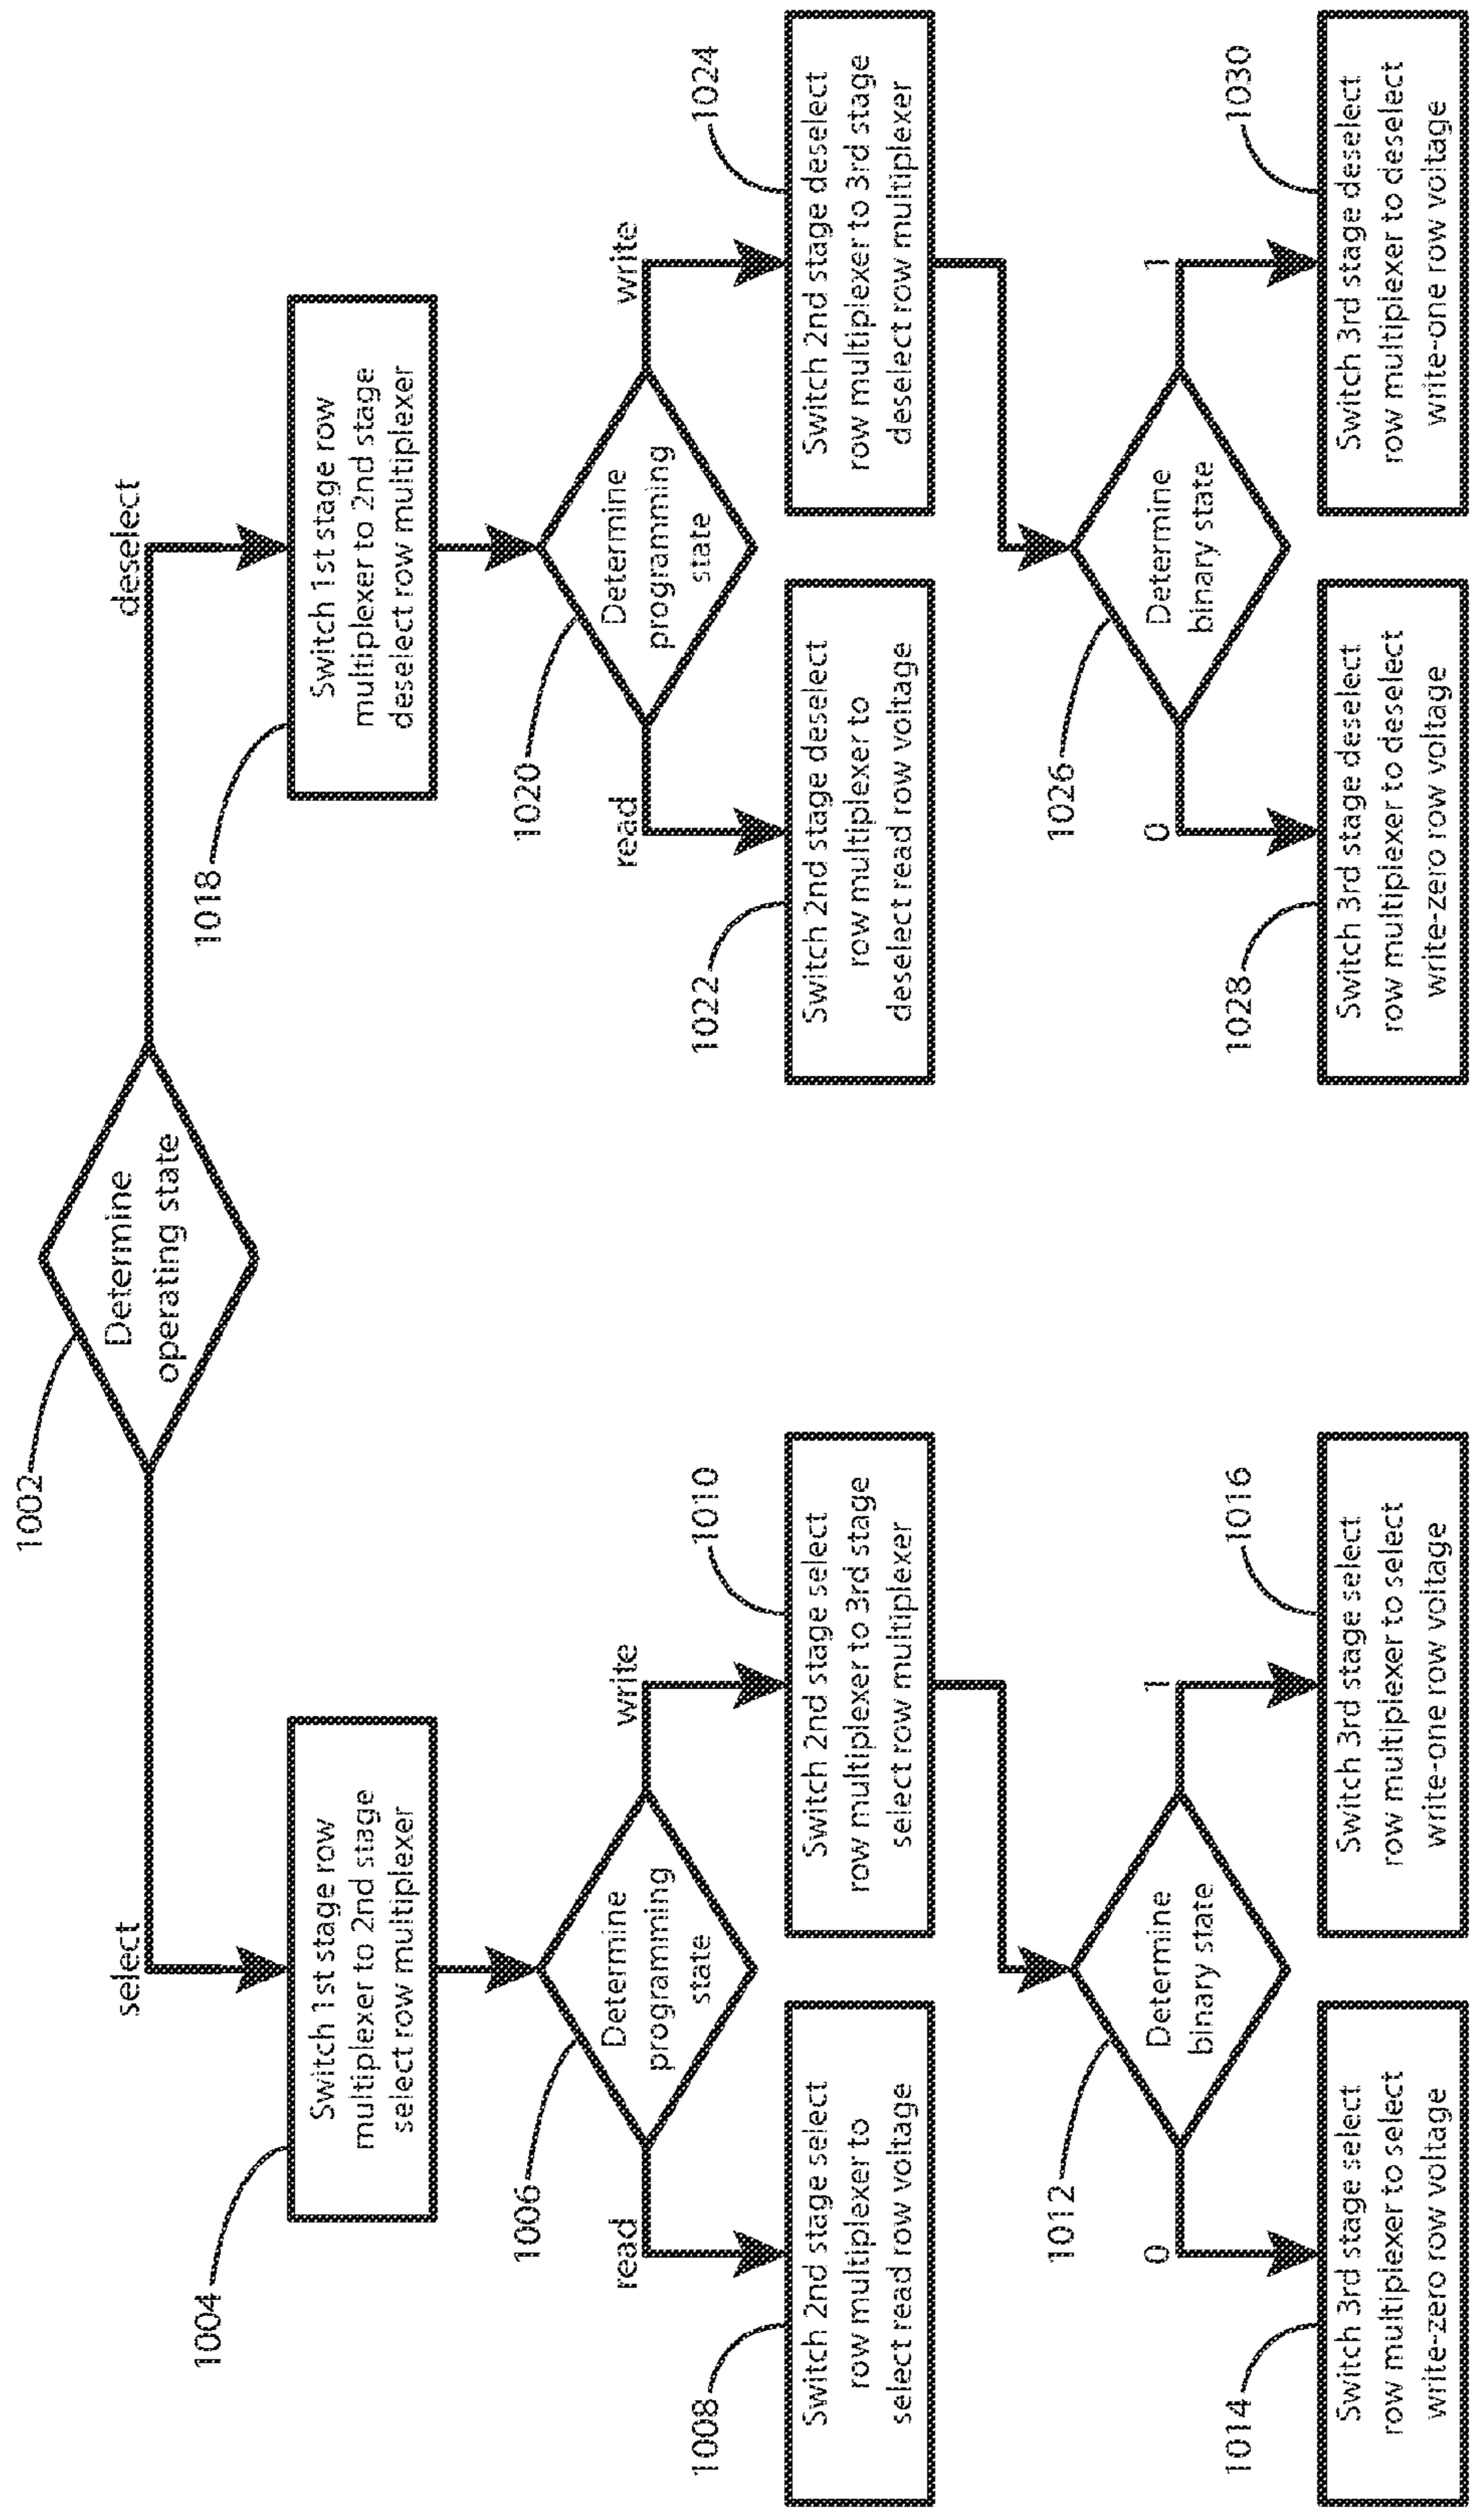 1002
Determine
operating state
select
deselect
1004
Switch 1st stage row
multiplexer to 2nd stage
select row multiplexer
1018
Switch 1st stage row
multiplexer to 2nd stage
deselect row multiplexer
1006
Determine
programming
state
read
write
1020
Determine
programming
state
read
write
1008
Switch 2nd stage select
row multiplexer to
select read row voltage
1010
Switch 2nd stage select
row multiplexer to 3rd stage
select row multiplexer
1022
Switch 2nd stage deselect
row multiplexer to
deselect read row voltage
1024
Switch 2nd stage deselect
row multiplexer to 3rd stage
deselect row multiplexer
1012
Determine
binary state
0
1
1026
Determine
binary state
0
1
1014
Switch 3rd stage select
row multiplexer to select
write-zero row voltage
1016
Switch 3rd stage select
row multiplexer to select
write-one row voltage
1028
Switch 3rd stage deselect
row multiplexer to deselect
write-zero row voltage
1030
Switch 3rd stage deselect
row multiplexer to deselect
write-one row voltage